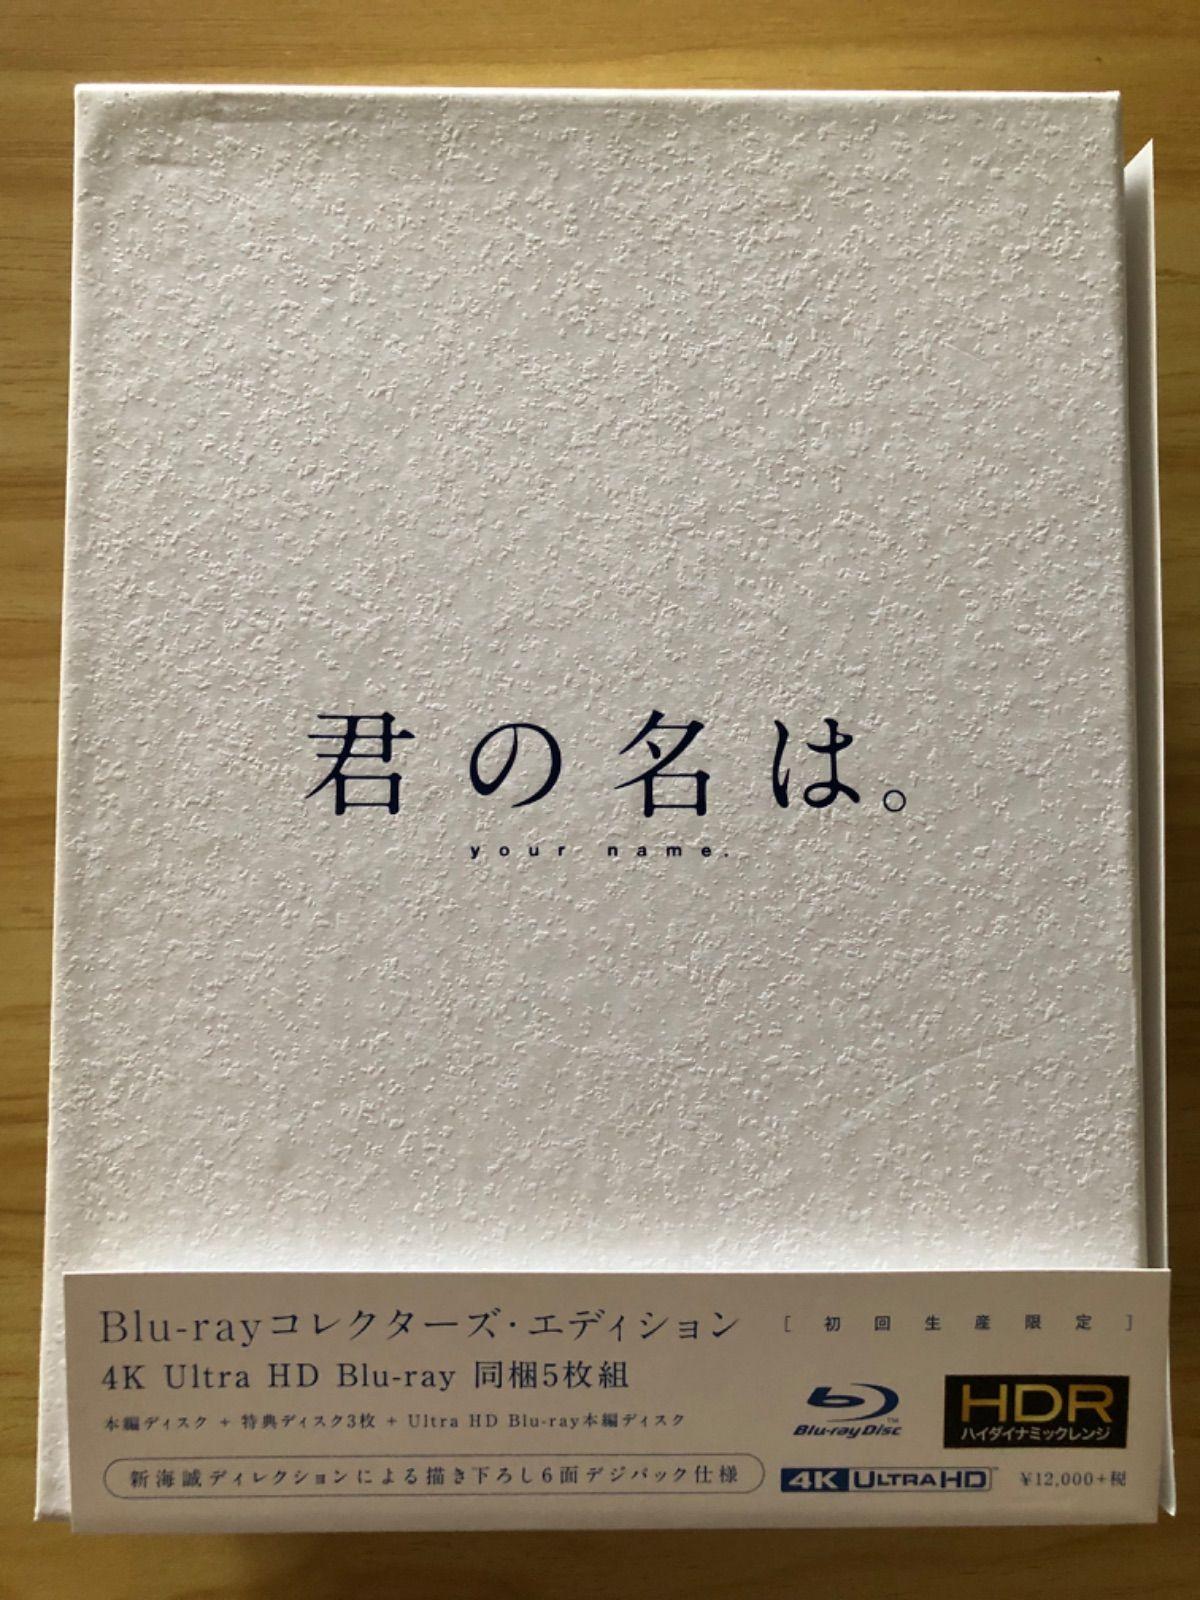 君の名は。
your name.
Blu-rayコレクターズ・エディション [初回生産限定]
4K Ultra HD Blu-ray 同梱5枚組
本編ディスク + 特典ディスク3枚 + Ultra HD Blu-ray本編ディスク
Blu-ray Disc™
HDR
ハイダイナミックレンジ
新海誠ディレクションによる描き下ろし6面デジパック仕様
4K ULTRA HD™
¥12,000+税